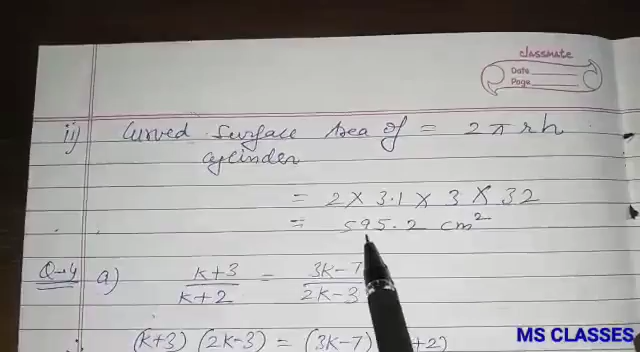 classmate
Date
Page
ii) Curved Surface Area of = 2πrh
cylinder
= 2 × 3.1 × 3 × 32
= 595.2 cm²
Q-4 a) k+3/k+2 = 3k-7/2k-3
∴ (k+3) (2k-3) = (3k-7) +2)
MS CLASSES